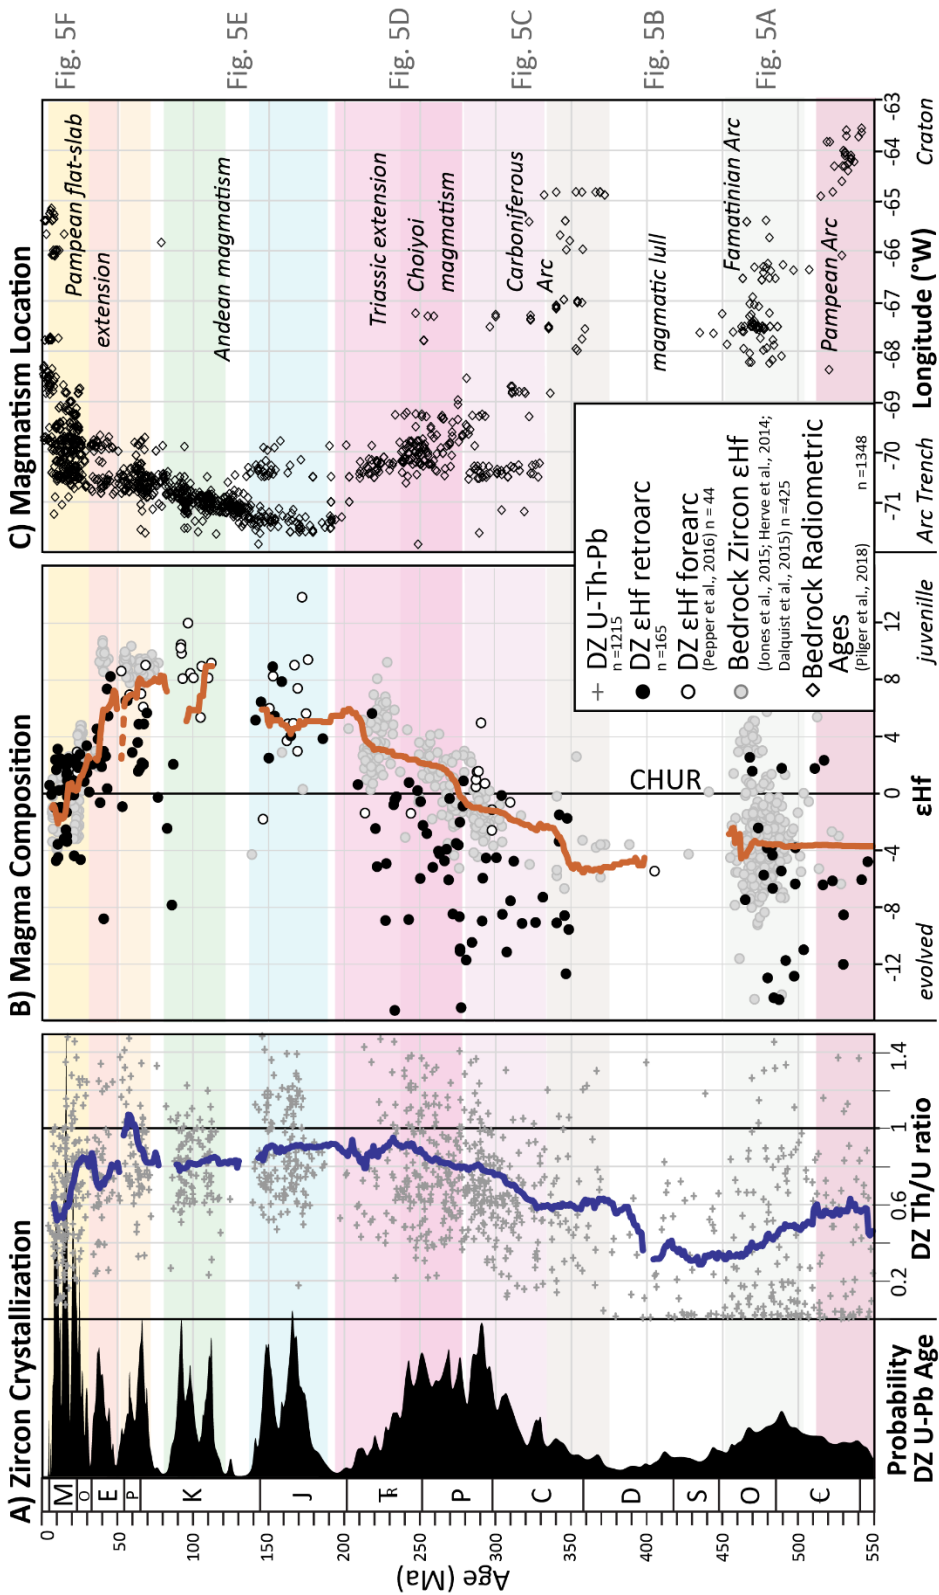 A) Zircon Crystallization
B) Magma Composition
C) Magmatism Location
Fig. 5F
Fig. 5E
Fig. 5D
Fig. 5C
Fig. 5B
Fig. 5A
Pampean flat-slab
extension
Andean magmatism
Triassic extension
Choiyoi
magmatism
Carboniferous
Arc
magmatic lull
Famatinian Arc
Pampean Arc
CHUR
DZ U-Th-Pb
n =1215
DZ εHf retroarc
n =165
DZ εHf forearc
(Pepper et al., 2016) n = 44
Bedrock Zircon εHf
(Jones et al., 2015; Herve et al., 2014;
Dalquist et al., 2015) n =425
Bedrock Radiometric
Ages
(Pilger et al., 2018)
n =1348
M
O
E
P
K
J
TR
P
C
D
S
O
Є
0
50
100
150
200
250
300
350
400
450
500
550
Age (Ma)
Probability
DZ U-Pb Age
0.2
0.6
1
1.4
DZ Th/U ratio
-12
-8
-4
0
4
8
12
evolved
εHf
juvenille
-71
-70
-69
-68
-67
-66
-65
-64
-63
Arc Trench
Longitude (°W)
Craton